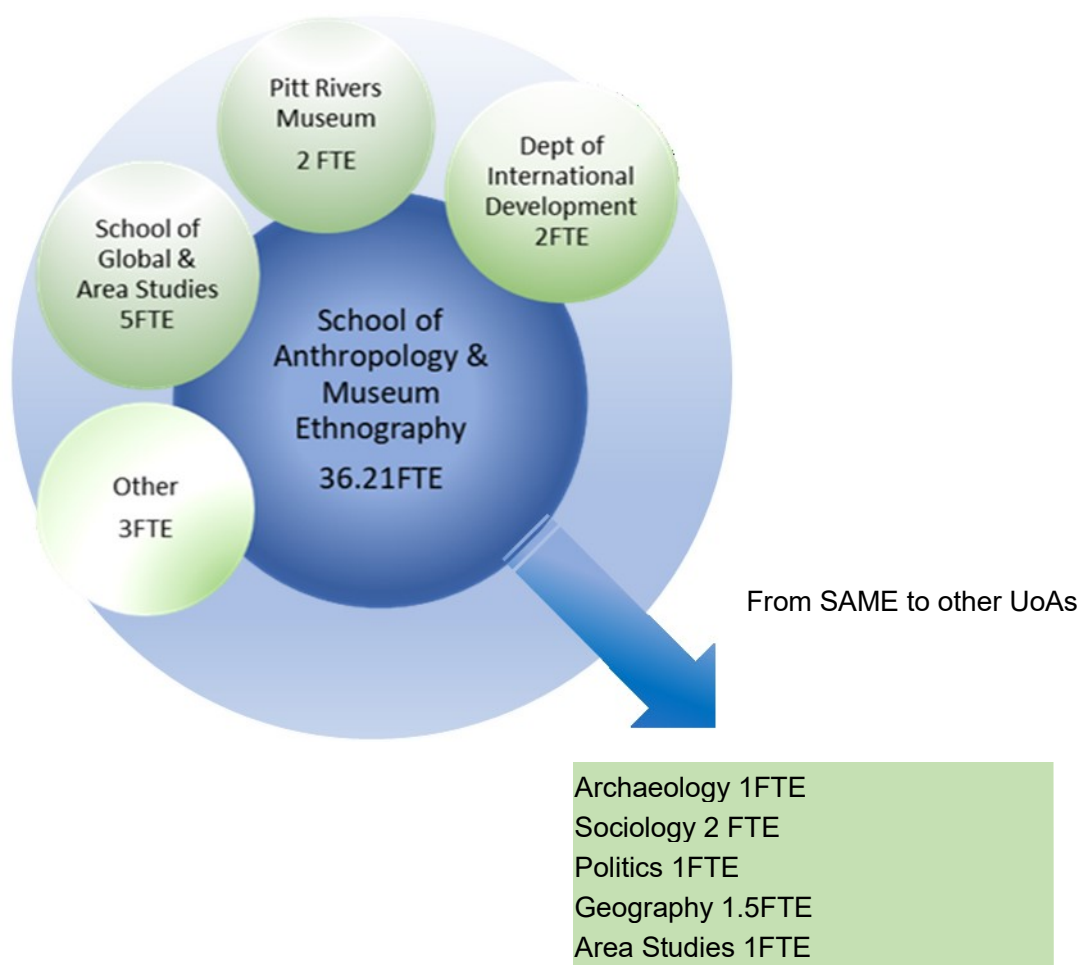 Pitt Rivers
Museum
2 FTE
Dept of
International
Development
2FTE
School of
Global &
Area Studies
5FTE
School of
Anthropology &
Museum
Ethnography
36.21FTE
Other
3FTE
From SAME to other UoAs
Archaeology 1FTE
Sociology 2 FTE
Politics 1FTE
Geography 1.5FTE
Area Studies 1FTE